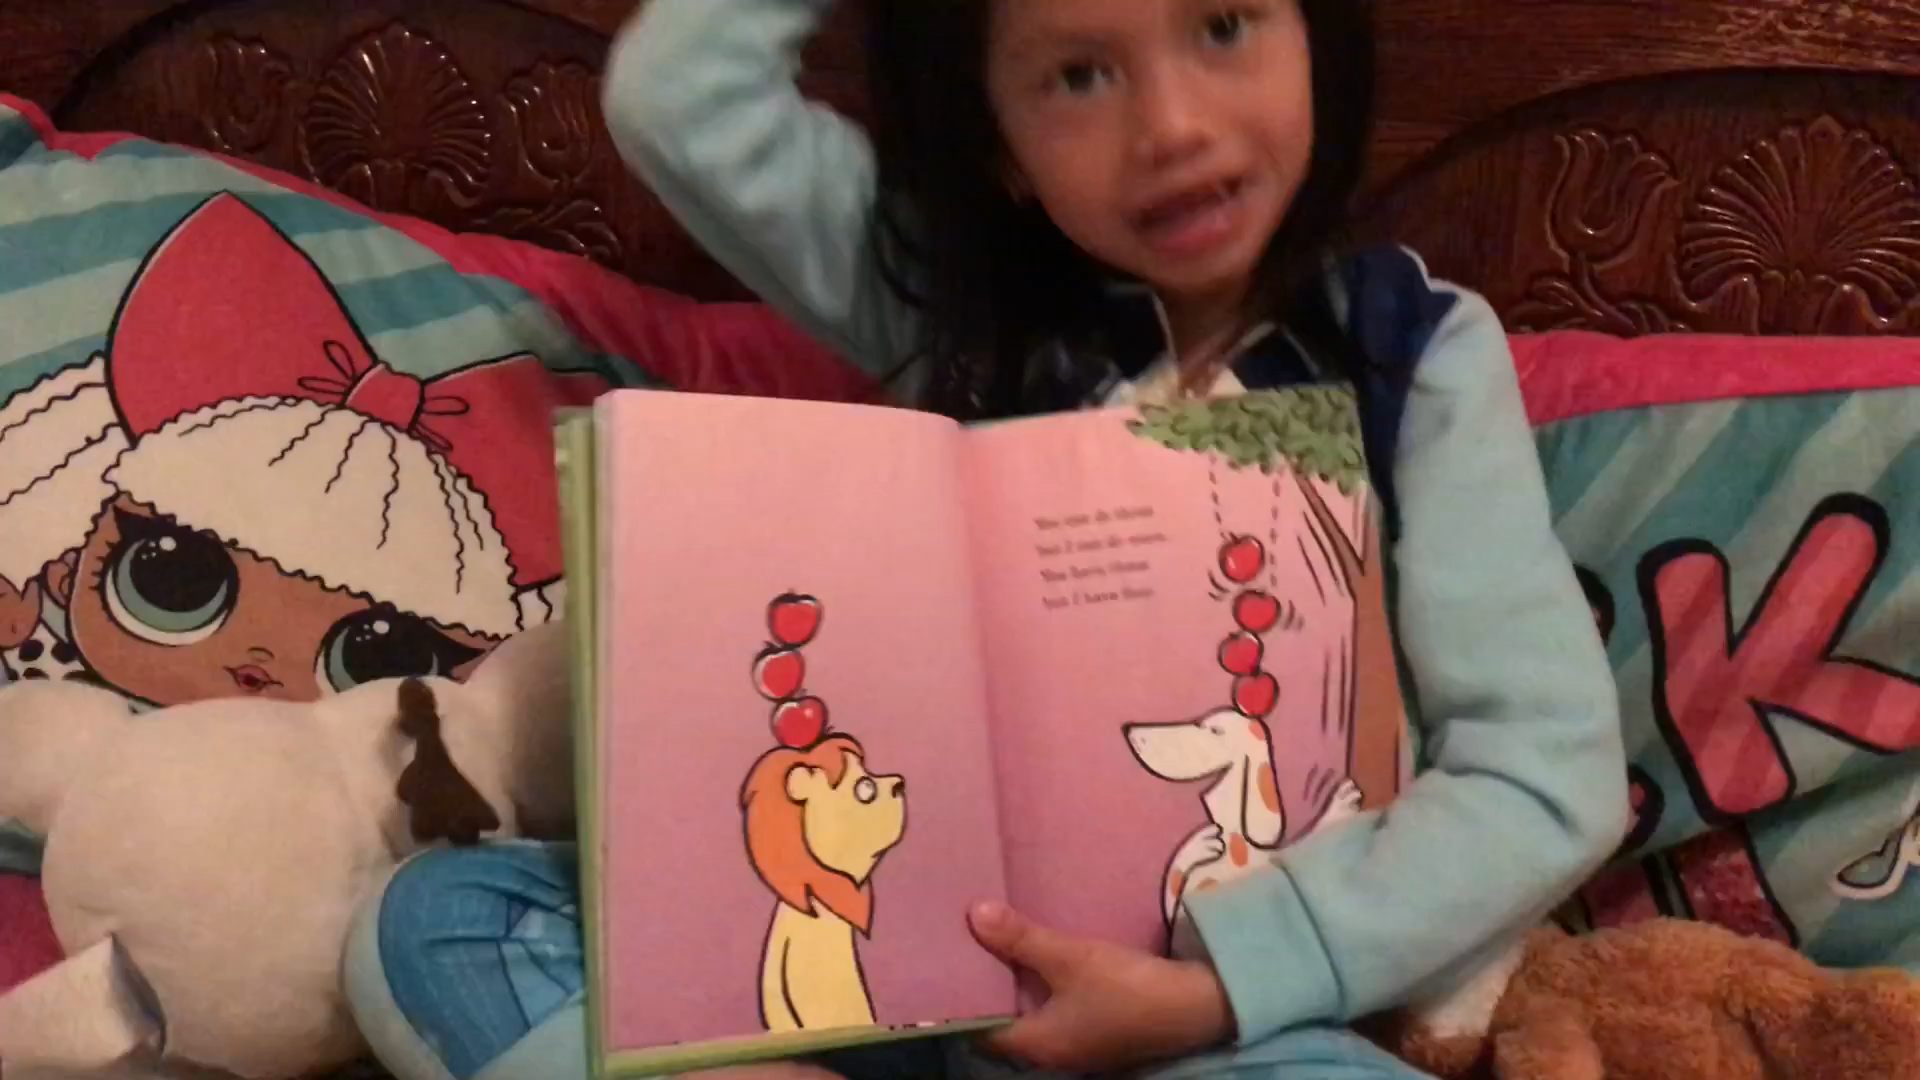 You can do three
but I can do more.
You have three
but I have four.
K